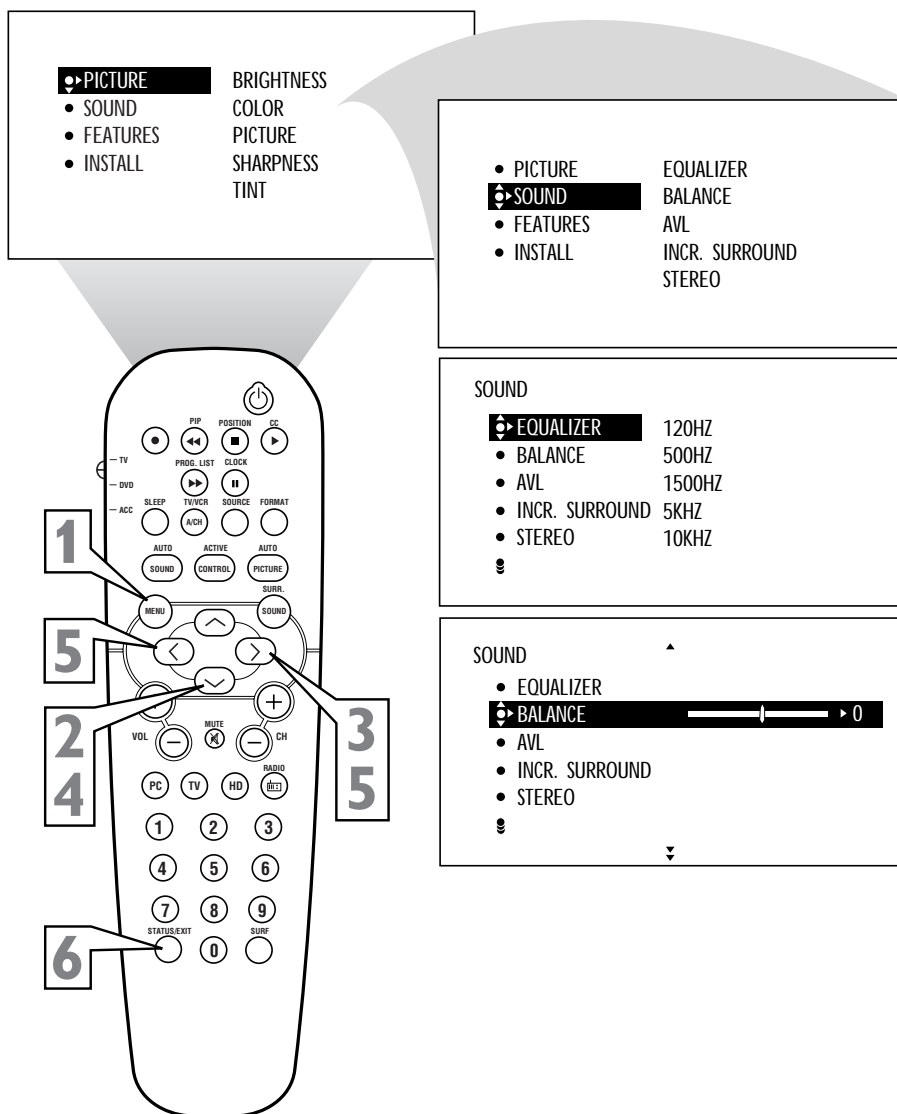 PICTURE BRIGHTNESS
SOUND COLOR
FEATURES PICTURE
INSTALL SHARPNESS
TINT
PICTURE EQUALIZER
SOUND BALANCE
FEATURES AVL
INSTALL INCR. SURROUND
STEREO
SOUND
EQUALIZER 120HZ
BALANCE 500HZ
AVL 1500HZ
INCR. SURROUND 5KHZ
STEREO 10KHZ
SOUND
EQUALIZER
BALANCE 0
AVL
INCR. SURROUND
STEREO
PIP POSITION CC
TV
PROG. LIST CLOCK
DVD
ACC
SLEEP TV/VCR SOURCE FORMAT
A/CH
AUTO ACTIVE AUTO
SOUND CONTROL PICTURE
SURR.
MENU SOUND
1
5
2
4
3
5
VOL MUTE CH
RADIO
PC TV HD
1 2 3
4 5 6
7 8 9
STATUS/EXIT SURF
0
6